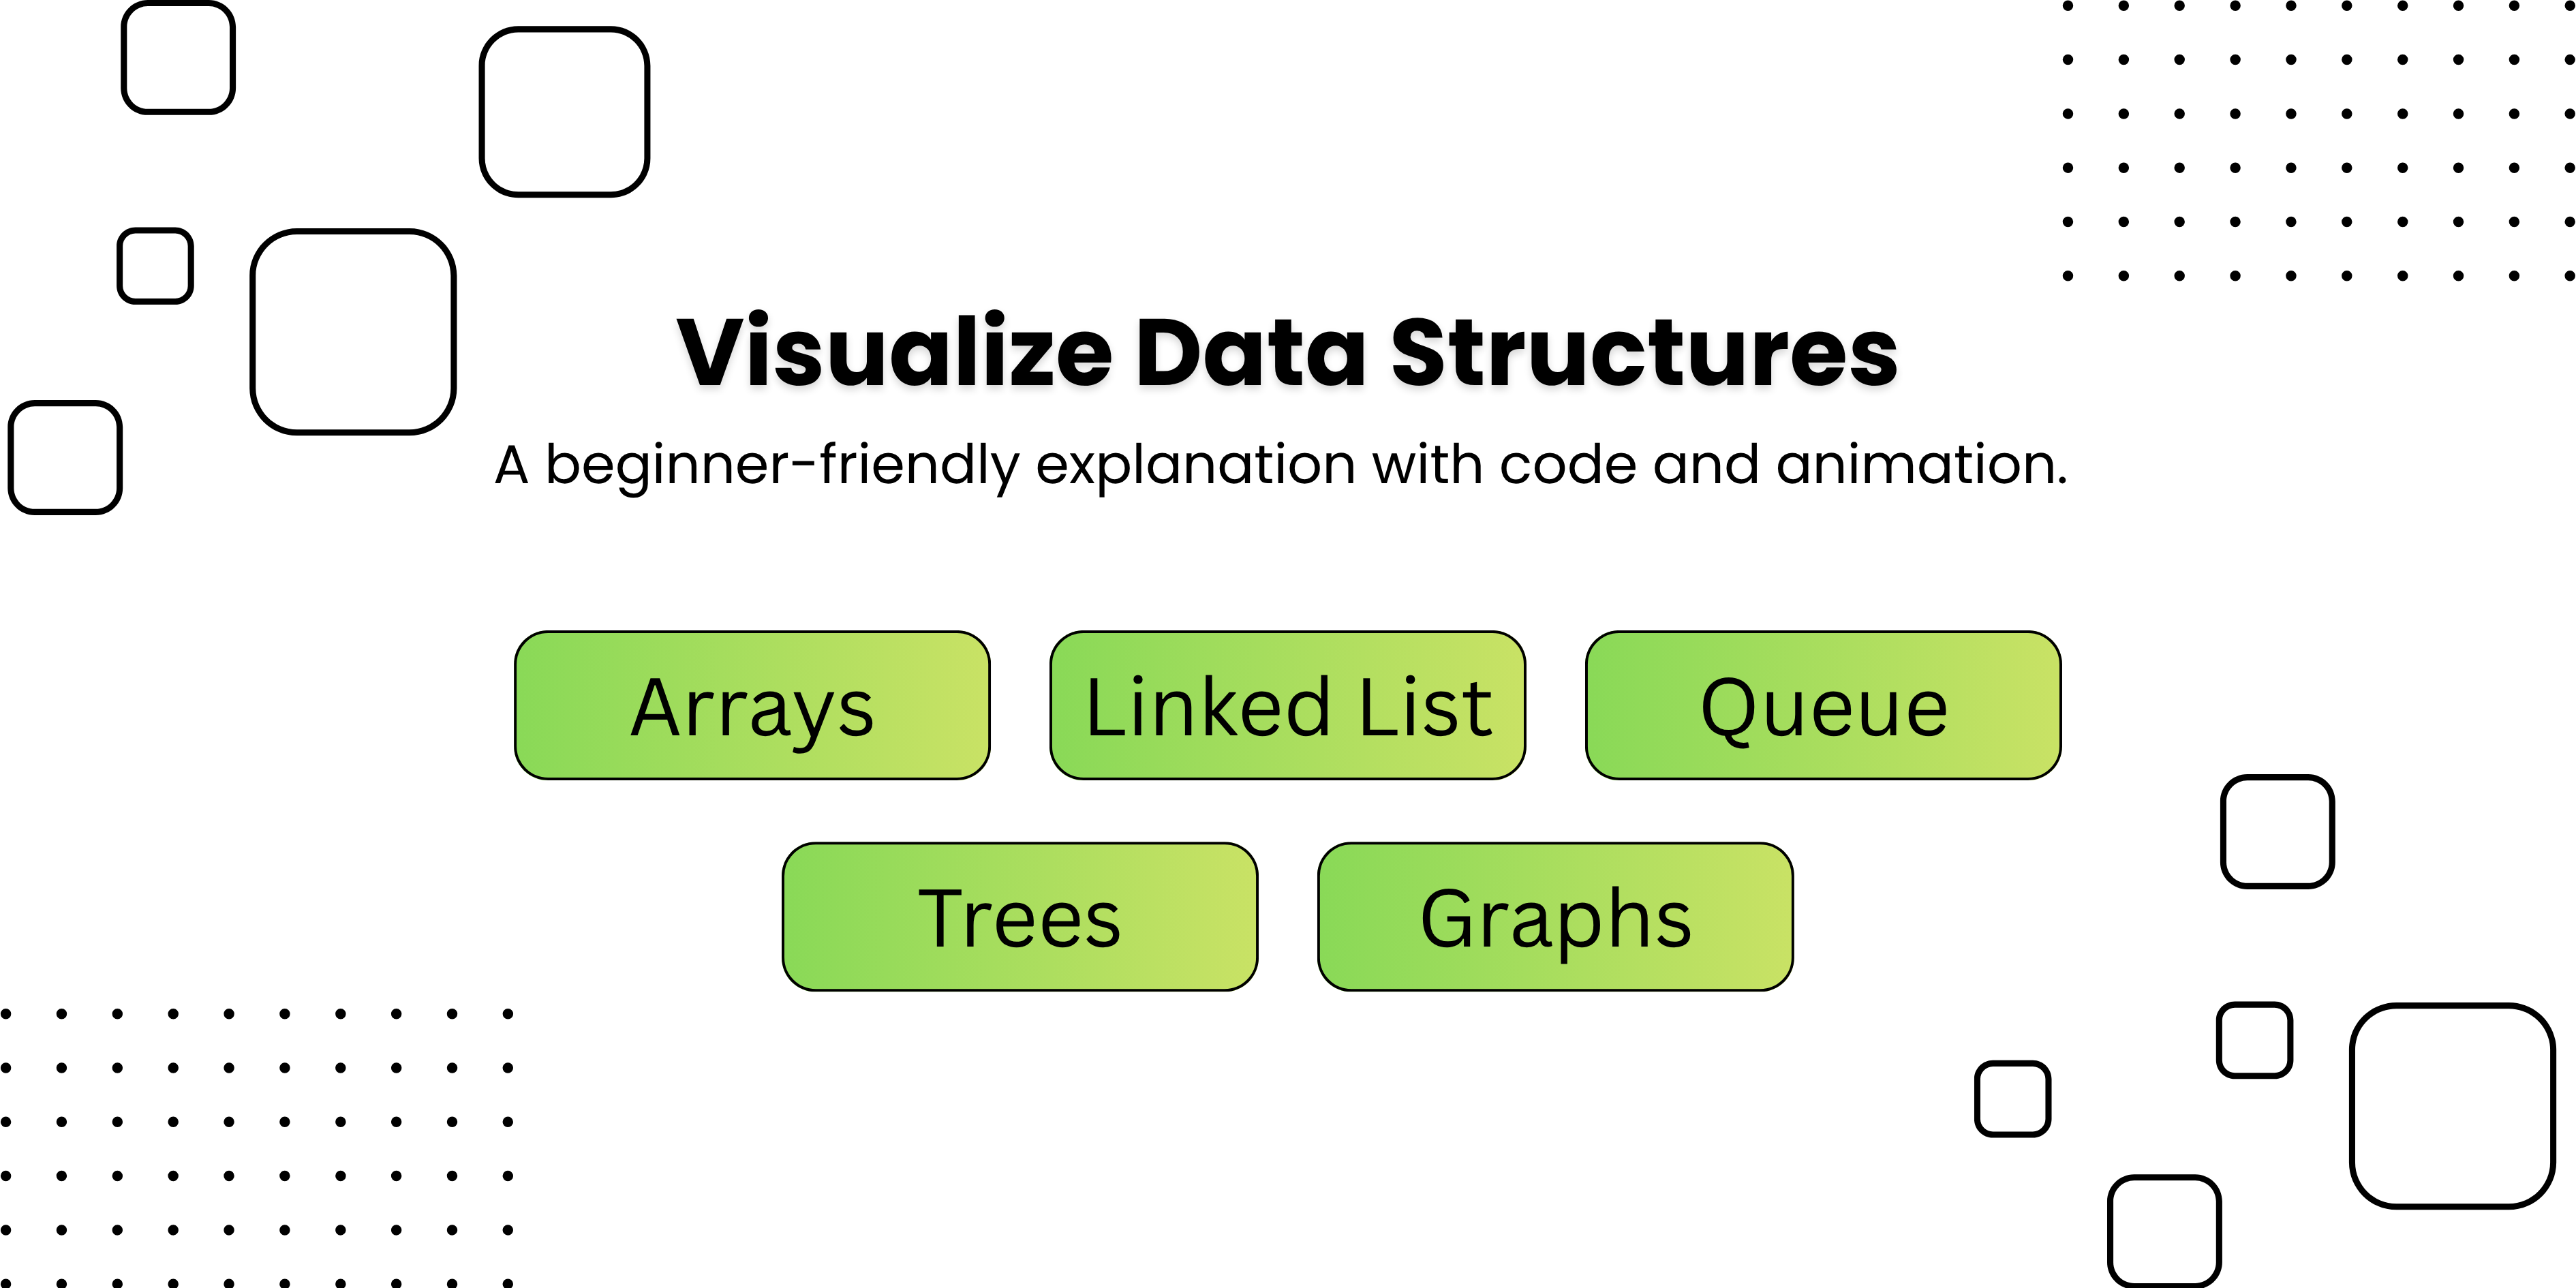 Visualize Data Structures
A beginner-friendly explanation with code and animation.
Arrays
Linked List
Queue
Trees
Graphs